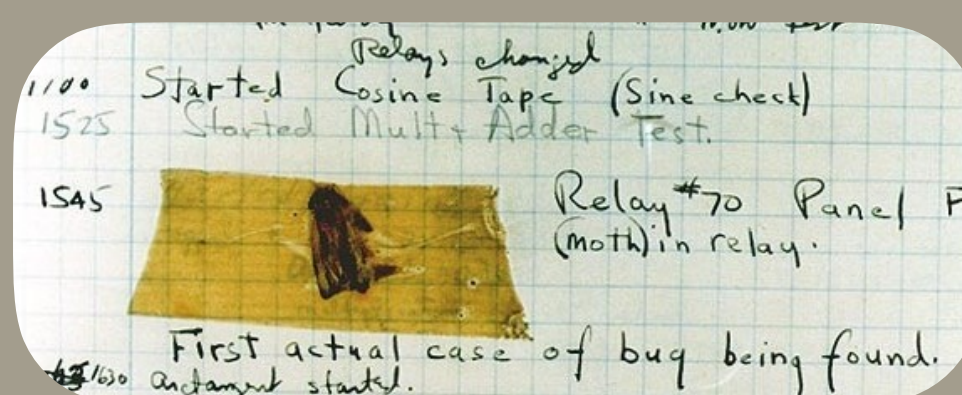 Relays changed
1100 Started Cosine Tape (Sine check)
1525 Started Mult + Adder Test.
1545 Relay #70 Panel F
(moth) in relay.
First actual case of bug being found.
1630 started.